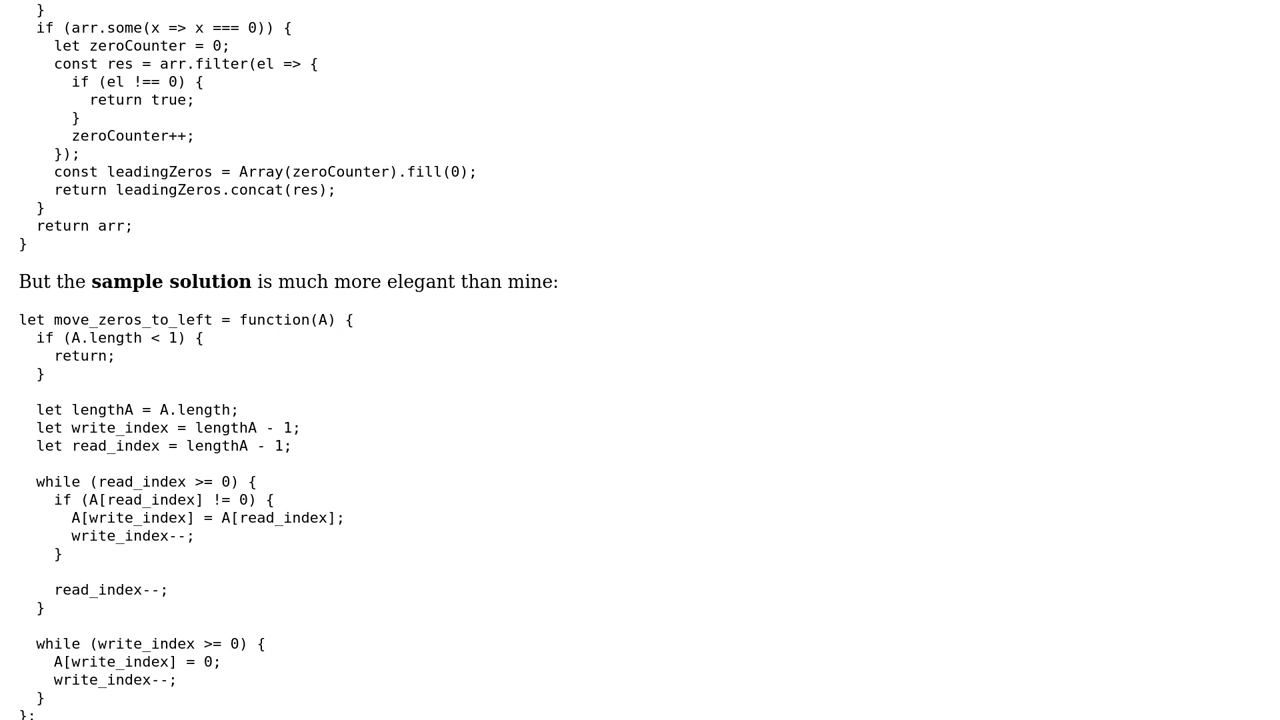 }
  if (arr.some(x => x === 0)) {
    let zeroCounter = 0;
    const res = arr.filter(el => {
      if (el !== 0) {
        return true;
      }
      zeroCounter++;
    });
    const leadingZeros = Array(zeroCounter).fill(0);
    return leadingZeros.concat(res);
  }
  return arr;
}
But the sample solution is much more elegant than mine:
let move_zeros_to_left = function(A) {
  if (A.length < 1) {
    return;
  }
  let lengthA = A.length;
  let write_index = lengthA - 1;
  let read_index = lengthA - 1;
  while (read_index >= 0) {
    if (A[read_index] != 0) {
      A[write_index] = A[read_index];
      write_index--;
    }
    read_index--;
  }
  while (write_index >= 0) {
    A[write_index] = 0;
    write_index--;
  }
};